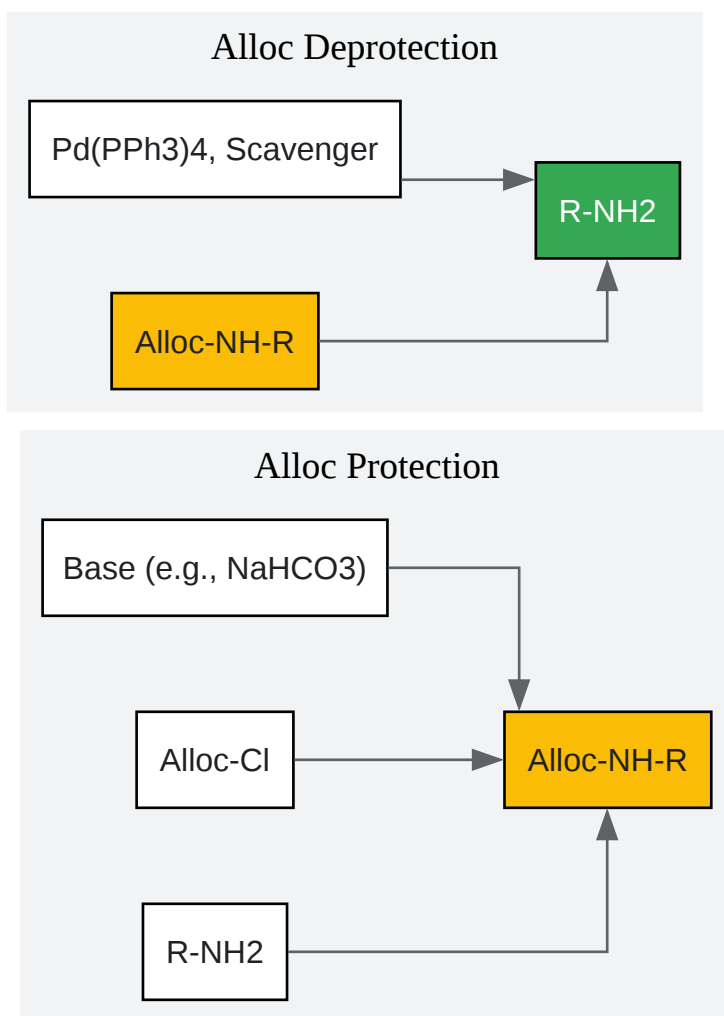 Alloc Deprotection
Pd(PPh3)4, Scavenger
R-NH2
Alloc-NH-R
Alloc Protection
Base (e.g., NaHCO3)
Alloc-Cl
Alloc-NH-R
R-NH2